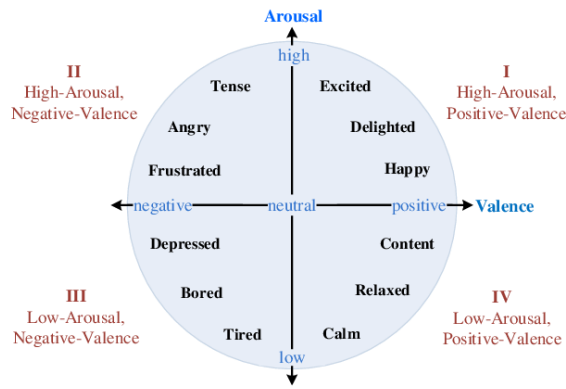 Arousal
high
II
High-Arousal,
Negative-Valence
I
High-Arousal,
Positive-Valence
Tense
Excited
Angry
Delighted
Frustrated
Happy
negative
neutral
positive
Valence
Depressed
Content
Bored
Relaxed
III
Low-Arousal,
Negative-Valence
IV
Low-Arousal,
Positive-Valence
Tired
Calm
low